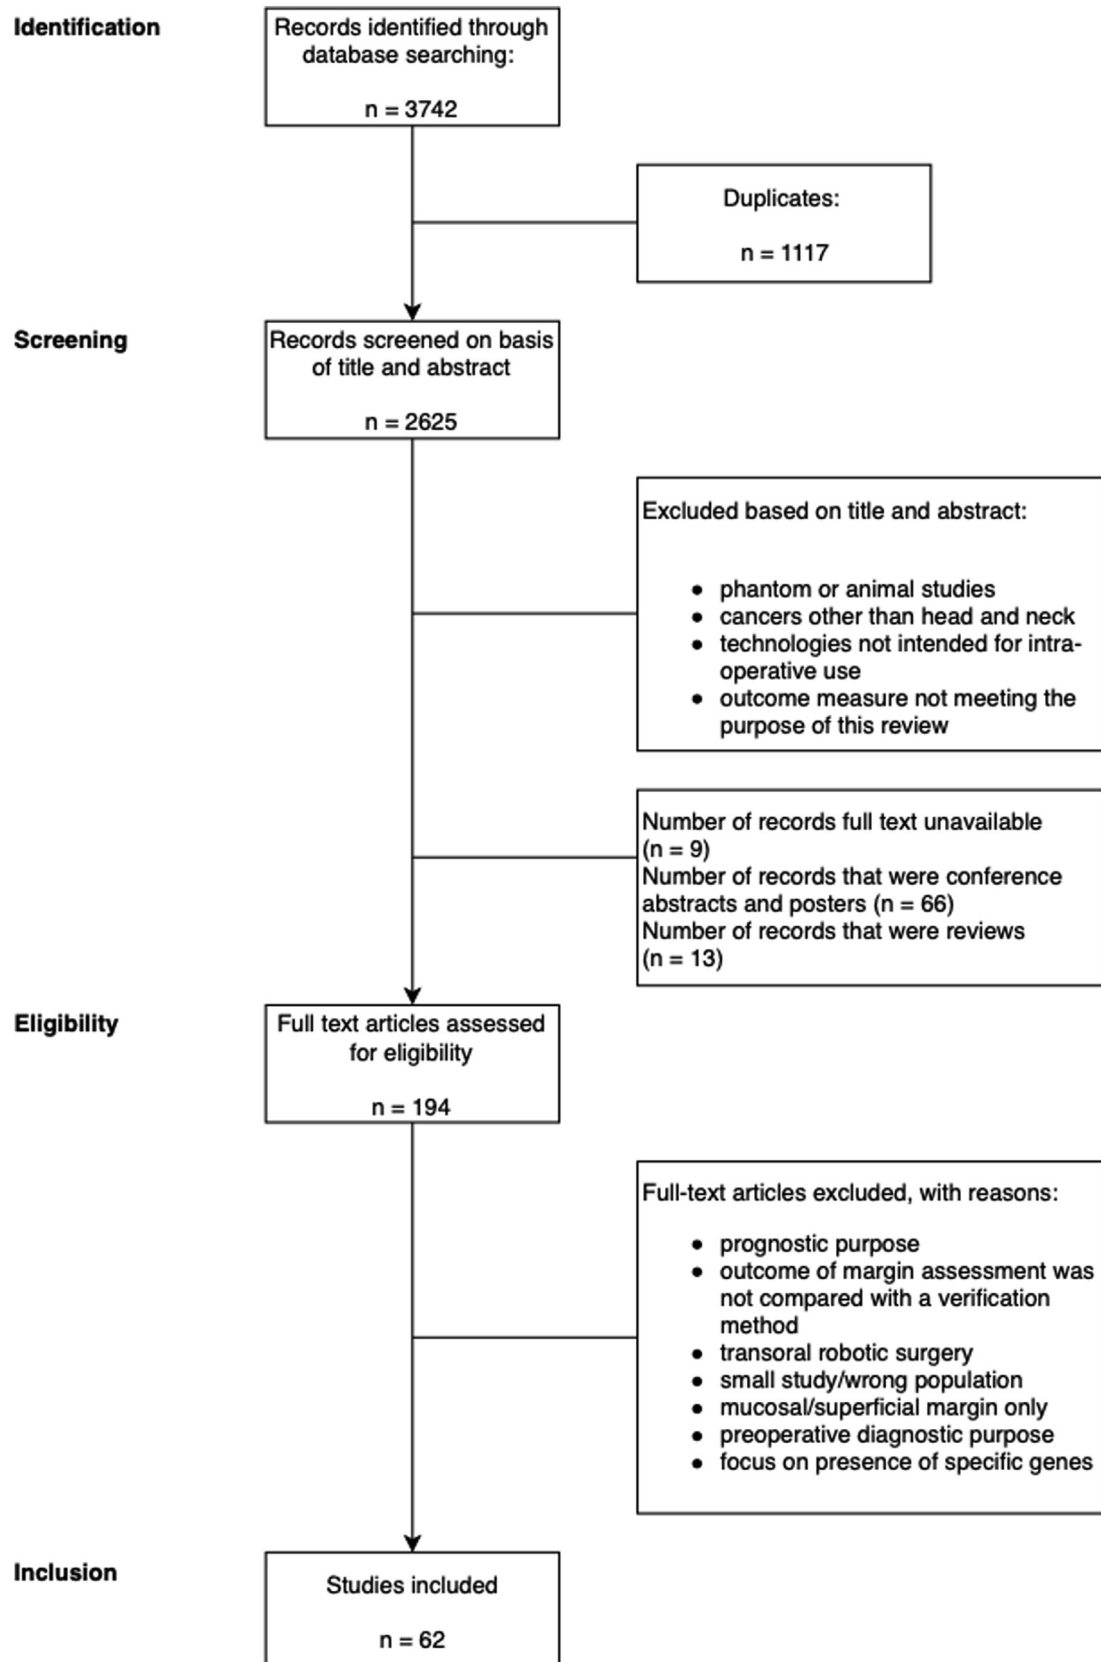 Identification
Records identified through
database searching:
n = 3742
Duplicates:
n = 1117
Screening
Records screened on basis
of title and abstract
n = 2625
Excluded based on title and abstract:
• phantom or animal studies
• cancers other than head and neck
• technologies not intended for intra-
operative use
• outcome measure not meeting the
purpose of this review
Number of records full text unavailable
(n = 9)
Number of records that were conference
abstracts and posters (n = 66)
Number of records that were reviews
(n = 13)
Eligibility
Full text articles assessed
for eligibility
n = 194
Full-text articles excluded, with reasons:
• prognostic purpose
• outcome of margin assessment was
not compared with a verification
method
• transoral robotic surgery
• small study/wrong population
• mucosal/superficial margin only
• preoperative diagnostic purpose
• focus on presence of specific genes
Inclusion
Studies included
n = 62